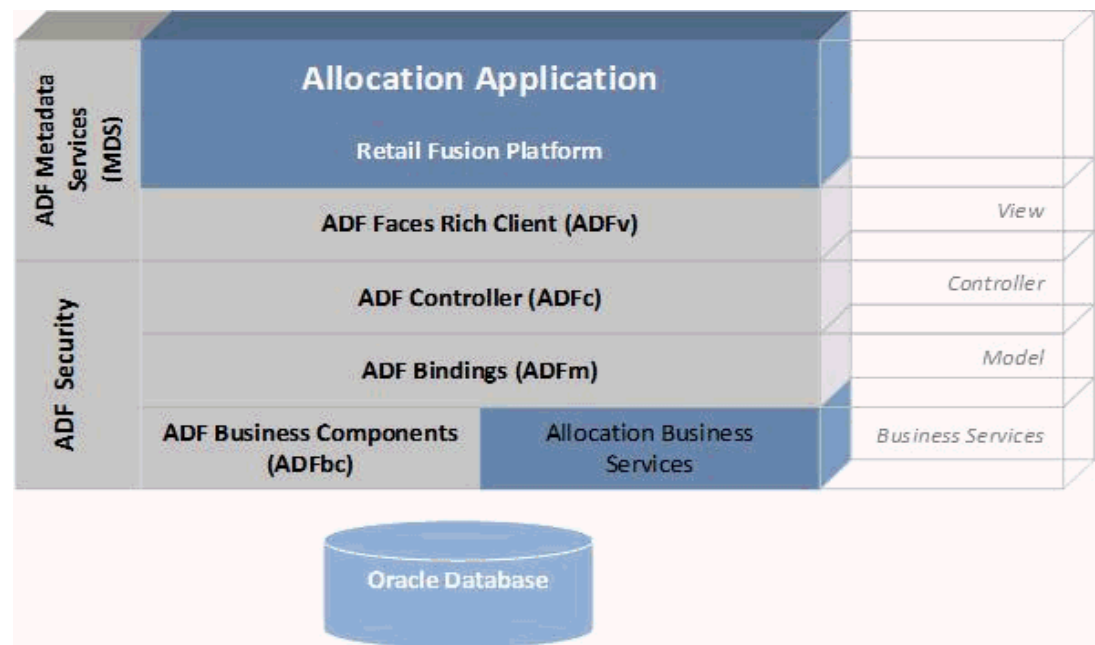 ADF Metadata
Services
(MDS)
ADF Security
Allocation Application
Retail Fusion Platform
ADF Faces Rich Client (ADFv)
View
ADF Controller (ADFc)
Controller
ADF Bindings (ADFm)
Model
ADF Business Components
(ADFbc)
Allocation Business
Services
Business Services
Oracle Database